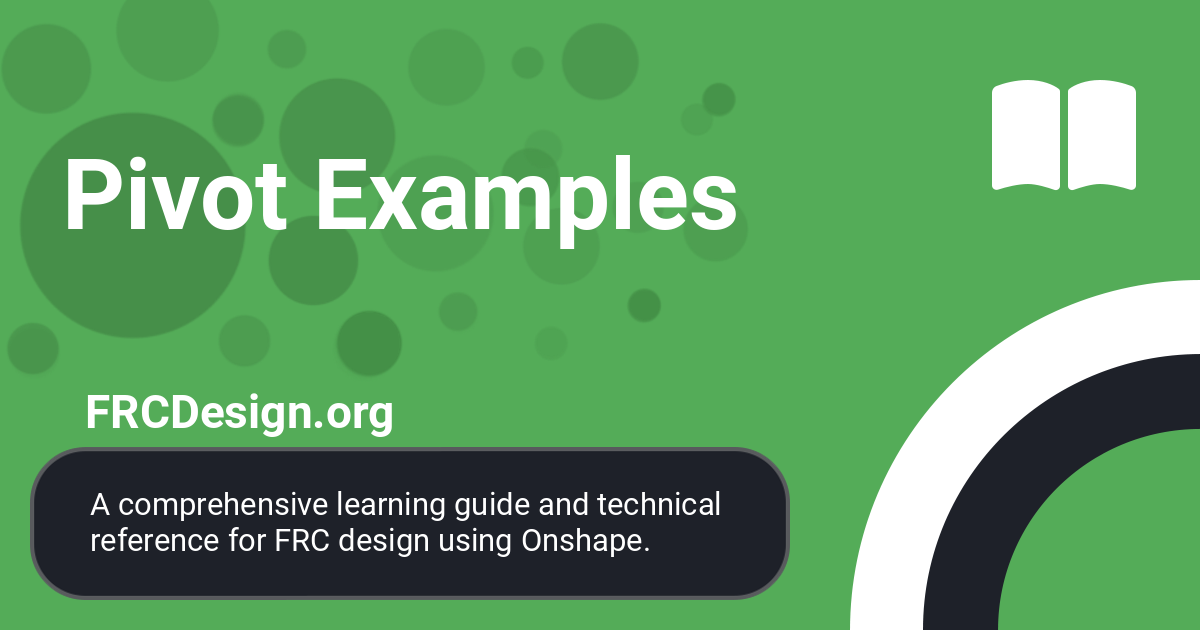 Pivot Examples
FRCDesign.org
A comprehensive learning guide and technical
reference for FRC design using Onshape.